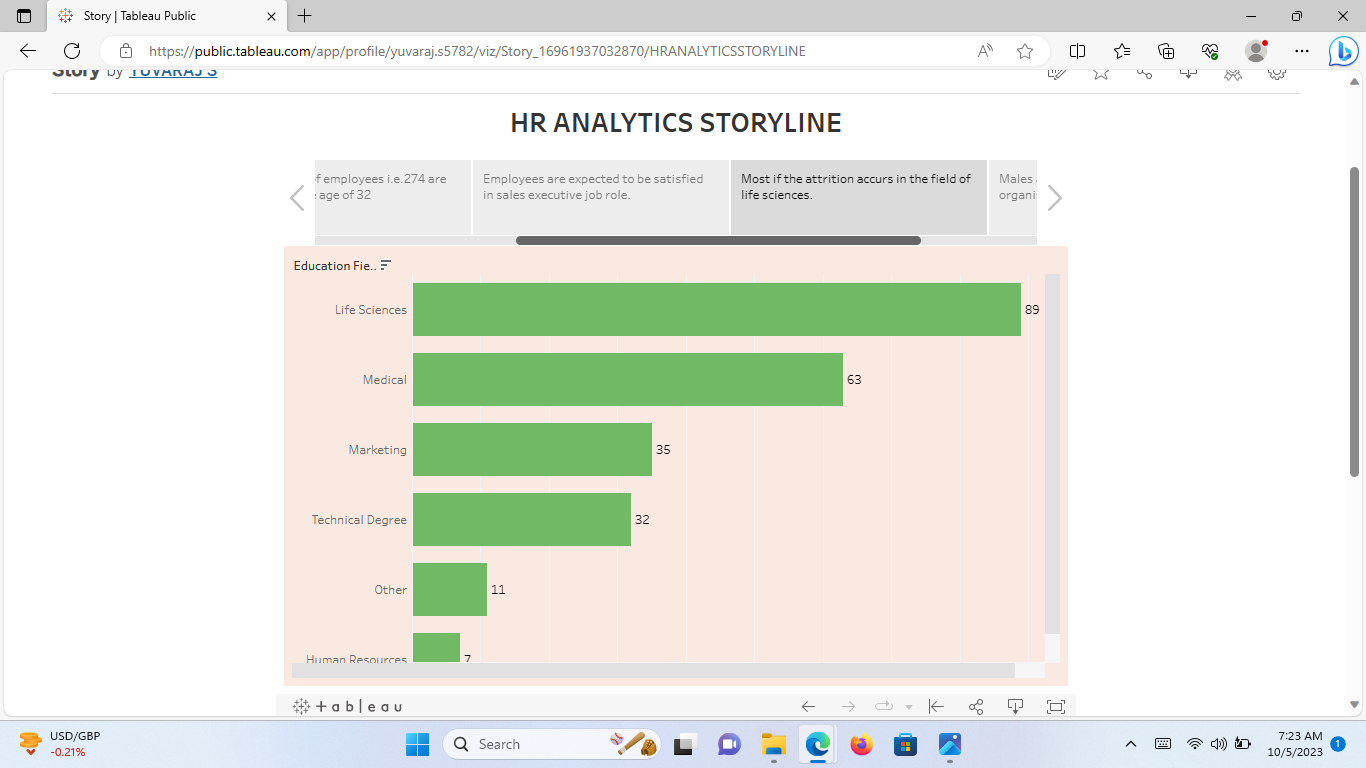 Story | Tableau Public
https://public.tableau.com/app/profile/yuvaraj.s5782/viz/Story_16961937032870/HRANALYTICSSTORYLINE
Story by YUVARAJ S
HR ANALYTICS STORYLINE
f employees i.e.274 are
age of 32
Employees are expected to be satisfied
in sales executive job role.
Most if the attrition accurs in the field of
life sciences.
Males
organi
Education Fie..
Life Sciences 89
Medical 63
Marketing 35
Technical Degree 32
Other 11
Human Resources 7
+ a b l e a u
USD/GBP
-0.21%
Search
7:23 AM
10/5/2023
1